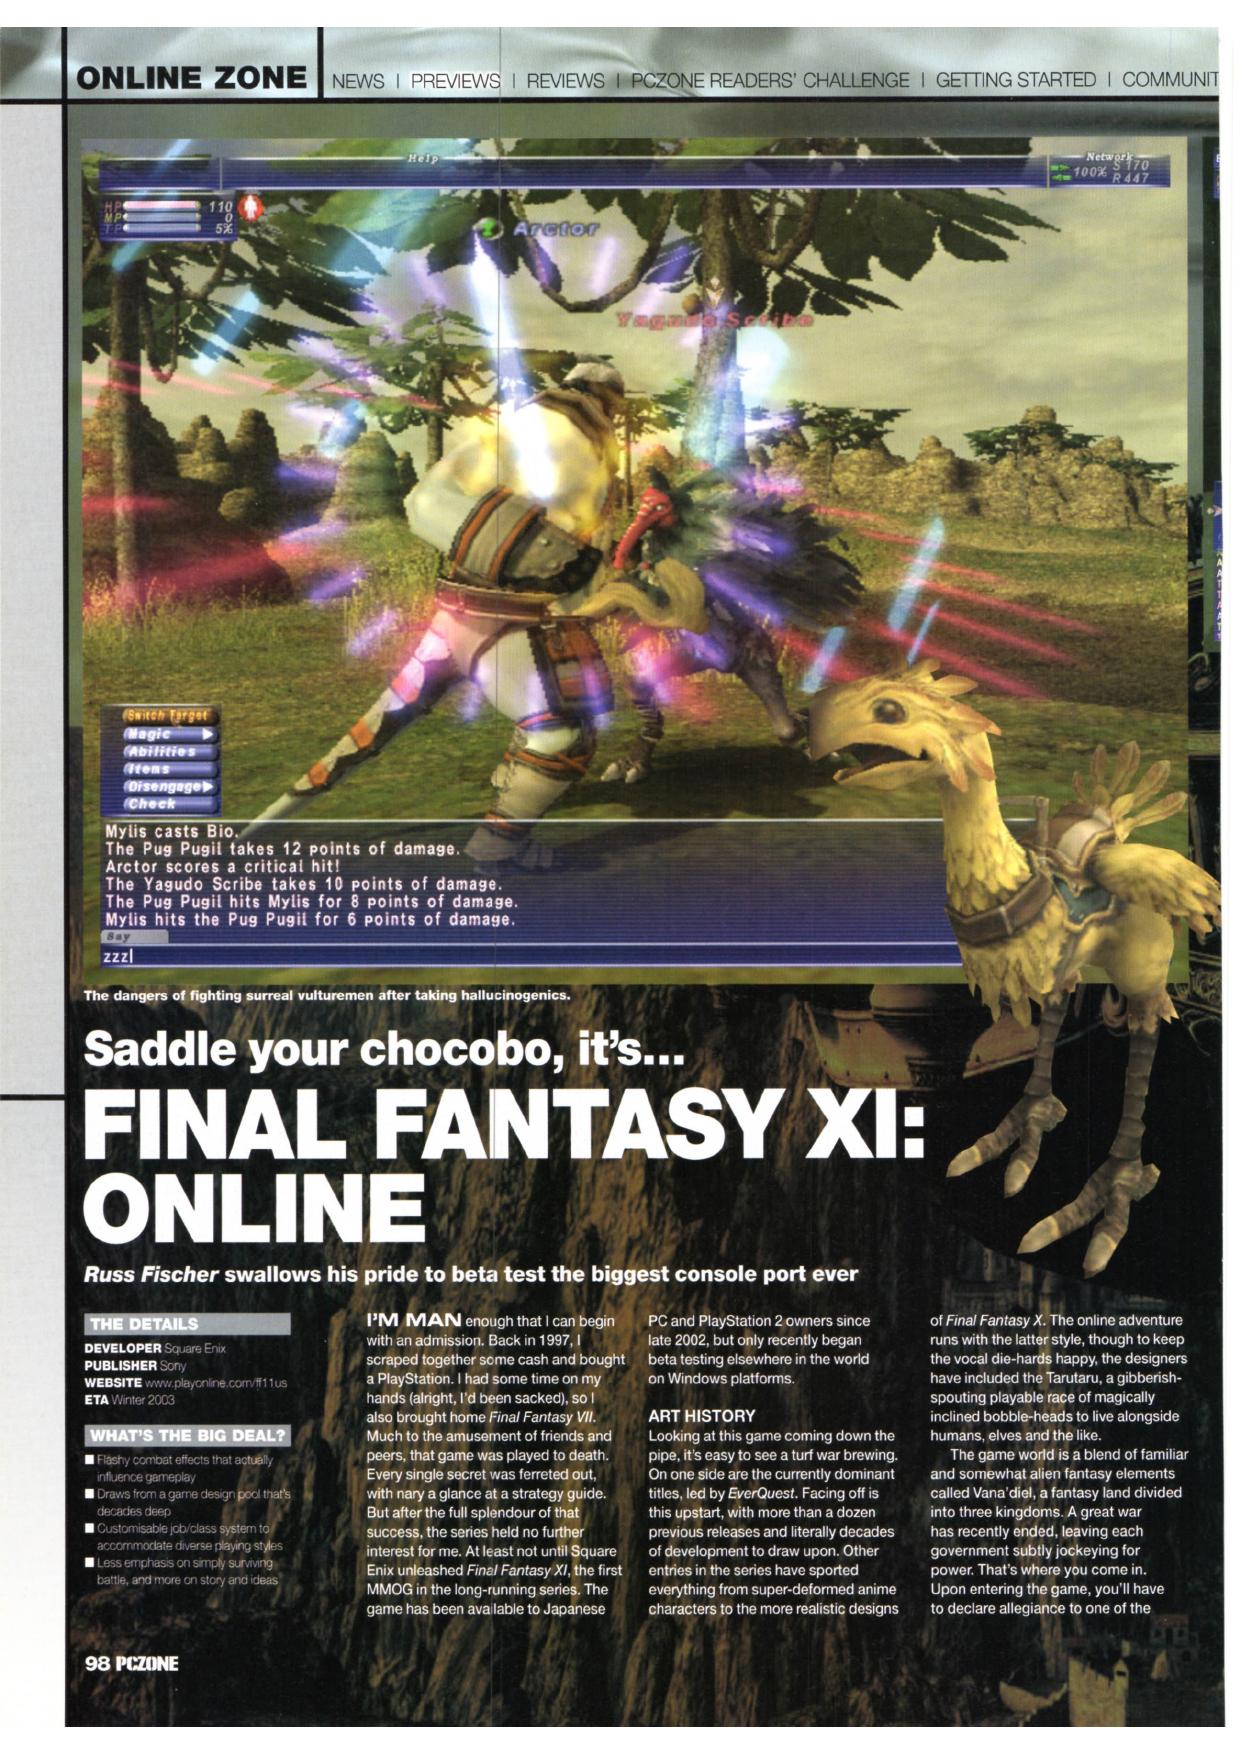 ONLINE ZONE
NEWS | PREVIEWS | REVIEWS | PCZONE READERS' CHALLENGE | GETTING STARTED | COMMUNIT
Help
Network
100% S 170
R 447
HP 110
MP 0
TP 5%
Arctor
Yagudo Scribe
Switch Target
Magic
Abilities
Items
Disengage
Check
Mylis casts Bio.
The Pug Pugil takes 12 points of damage.
Arctor scores a critical hit!
The Yagudo Scribe takes 10 points of damage.
The Pug Pugil hits Mylis for 8 points of damage.
Mylis hits the Pug Pugil for 6 points of damage.
Say
zzz
The dangers of fighting surreal vulturemen after taking hallucinogenics.
Saddle your chocobo, it's...
FINAL FANTASY XI:
ONLINE
Russ Fischer swallows his pride to beta test the biggest console port ever
THE DETAILS
DEVELOPER Square Enix
PUBLISHER Sony
WEBSITE www.playonline.com/ff11us
ETA Winter 2003
WHAT'S THE BIG DEAL?
■ Flashy combat effects that actually
influence gameplay
■ Draws from a game design pool that's
decades deep
■ Customisable job/class system to
accommodate diverse playing styles
■ Less emphasis on simply surviving
battle, and more on story and ideas
I'M MAN enough that I can begin
with an admission. Back in 1997, I
scraped together some cash and bought
a PlayStation. I had some time on my
hands (alright, I'd been sacked), so I
also brought home Final Fantasy VII.
Much to the amusement of friends and
peers, that game was played to death.
Every single secret was ferreted out,
with nary a glance at a strategy guide.
But after the full splendour of that
success, the series held no further
interest for me. At least not until Square
Enix unleashed Final Fantasy XI, the first
MMOG in the long-running series. The
game has been available to Japanese
PC and PlayStation 2 owners since
late 2002, but only recently began
beta testing elsewhere in the world
on Windows platforms.
ART HISTORY
Looking at this game coming down the
pipe, it's easy to see a turf war brewing.
On one side are the currently dominant
titles, led by EverQuest. Facing off is
this upstart, with more than a dozen
previous releases and literally decades
of development to draw upon. Other
entries in the series have sported
everything from super-deformed anime
characters to the more realistic designs
of Final Fantasy X. The online adventure
runs with the latter style, though to keep
the vocal die-hards happy, the designers
have included the Tarutaru, a gibberish-
spouting playable race of magically
inclined bobble-heads to live alongside
humans, elves and the like.
The game world is a blend of familiar
and somewhat alien fantasy elements
called Vana'diel, a fantasy land divided
into three kingdoms. A great war
has recently ended, leaving each
government subtly jockeying for
power. That's where you come in.
Upon entering the game, you'll have
to declare allegiance to one of the
98 PCZONE